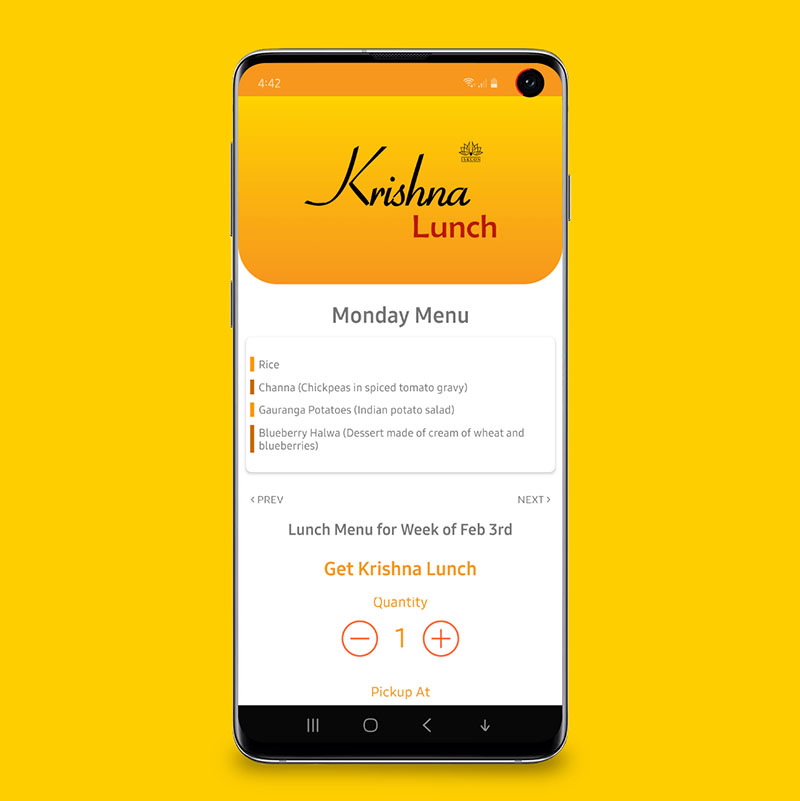 4:42
ISKCON
Krishna
Lunch
Monday Menu
Rice
Channa (Chickpeas in spiced tomato gravy)
Gauranga Potatoes (Indian potato salad)
Blueberry Halwa (Dessert made of cream of wheat and
blueberries)
‹ PREV
NEXT ›
Lunch Menu for Week of Feb 3rd
Get Krishna Lunch
Quantity
1
Pickup At